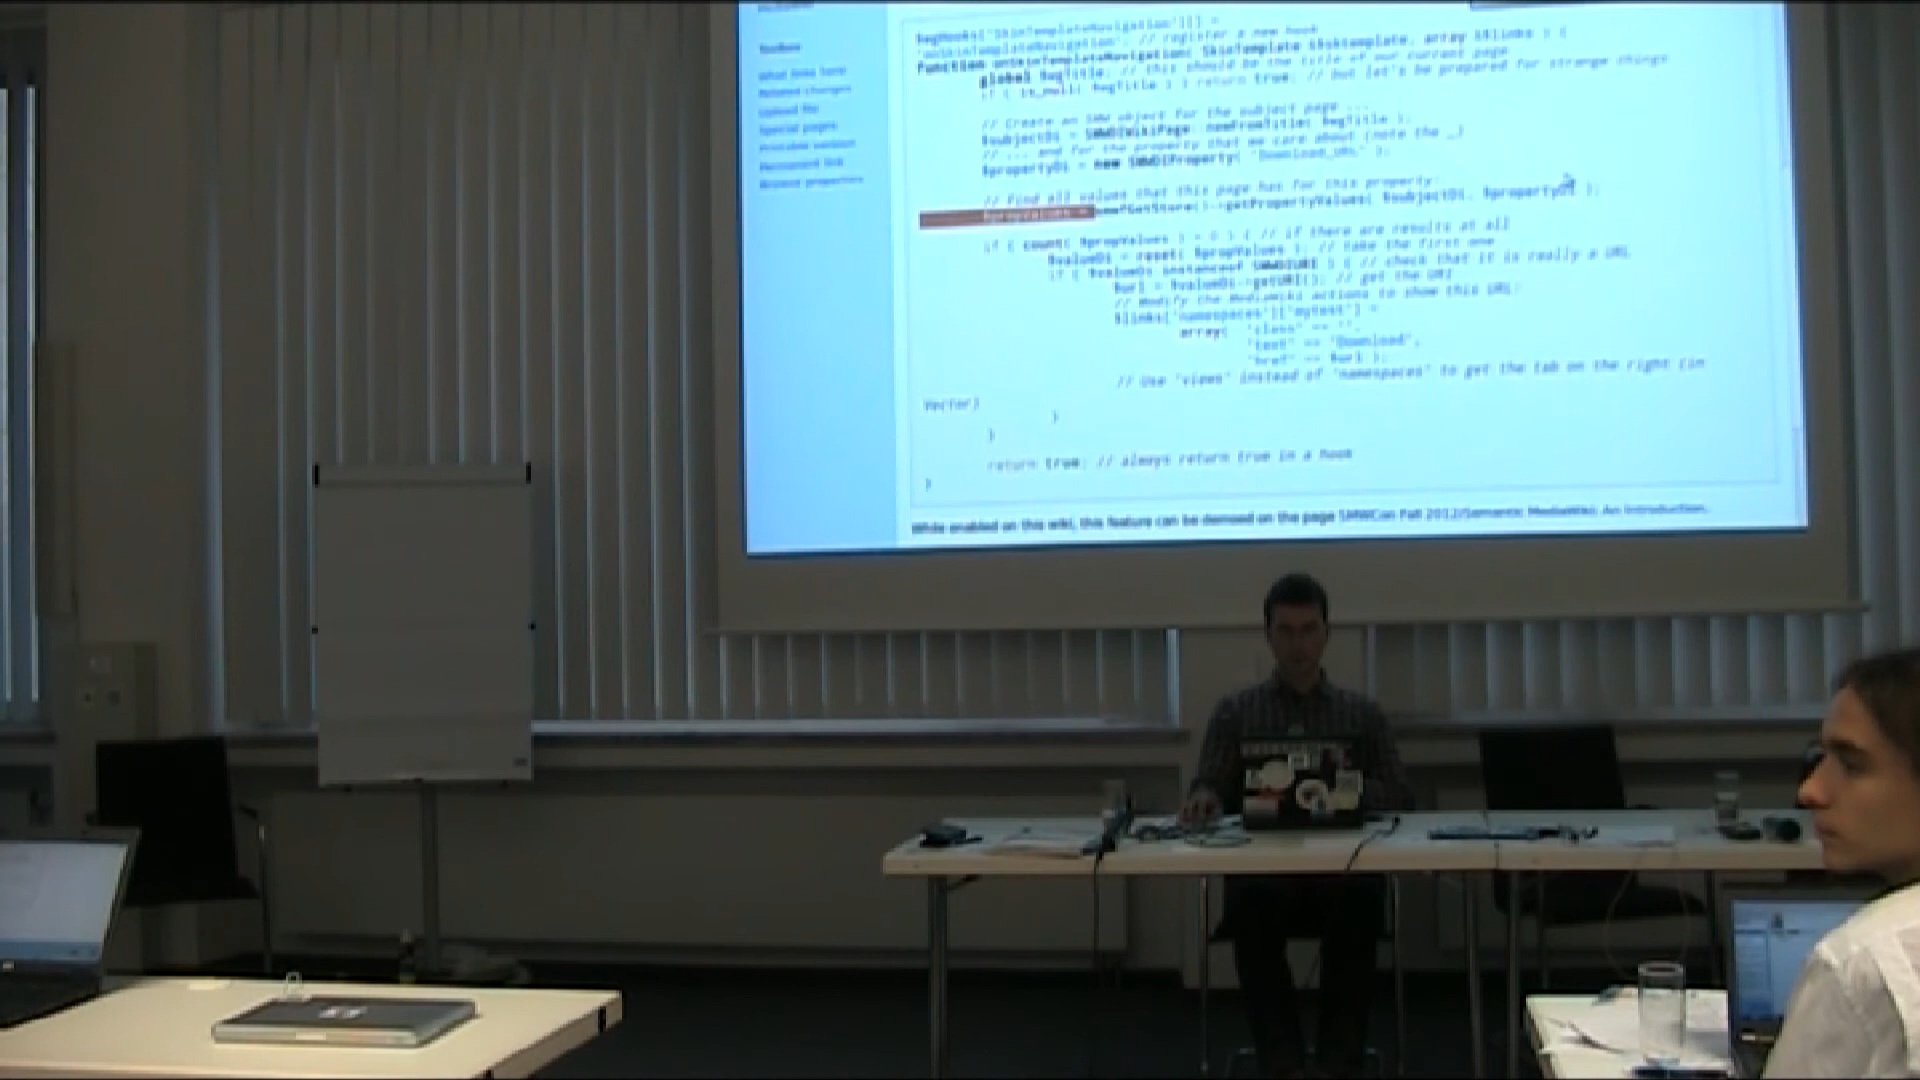 Toolbox
What links here
Related changes
Upload file
Special pages
Printable version
Permanent link
Browse properties
$wgHooks['SkinTemplateNavigation'][] =
'onSkinTemplateNavigation'; // register a new hook
function onSkinTemplateNavigation( SkinTemplate $skintemplate, array &$links ) {
global $wgTitle; // this should be the title of our current page
if ( is_null( $wgTitle ) ) return true; // but let's be prepared for strange things
// Create an SMW object for the subject page ...
$subjectDi = SMWDIWikiPage::newFromTitle( $wgTitle );
// ... and for the property that we care about (note the _)
$propertyDi = new SMWDIProperty( 'Download_URL' );
// Find all values that this page has for this property:
$propValues = smwfGetStore()->getPropertyValues( $subjectDi, $propertyDi );
if ( count( $propValues ) > 0 ) { // if there are results at all
$valueDi = reset( $propValues ); // take the first one
if ( $valueDi instanceof SMWDIURI ) { // check that it is really a URL
$url = $valueDi->getURI(); // get the URI
// Modify the MediaWiki actions to show this URL:
$links['namespaces']['mytest'] =
array( 'class' => '',
'text' => 'Download',
'href' => $url );
// Use "views" instead of "namespaces" to get the tab on the right (in
Vector)
}
}
return true; // always return true in a hook
}
While enabled on this wiki, this feature can be demoed on the page SMWCon Fall 2012/Semantic MediaWiki: An Introduction.